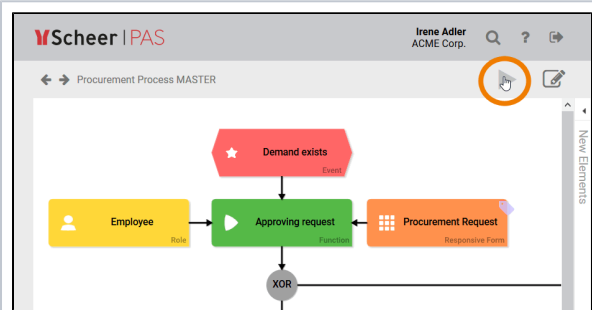 Scheer | PAS
Irene Adler
ACME Corp.
?
Procurement Process MASTER
New Elements
Demand exists
Event
Employee
Role
Approving request
Function
Procurement Request
Responsive Form
XOR